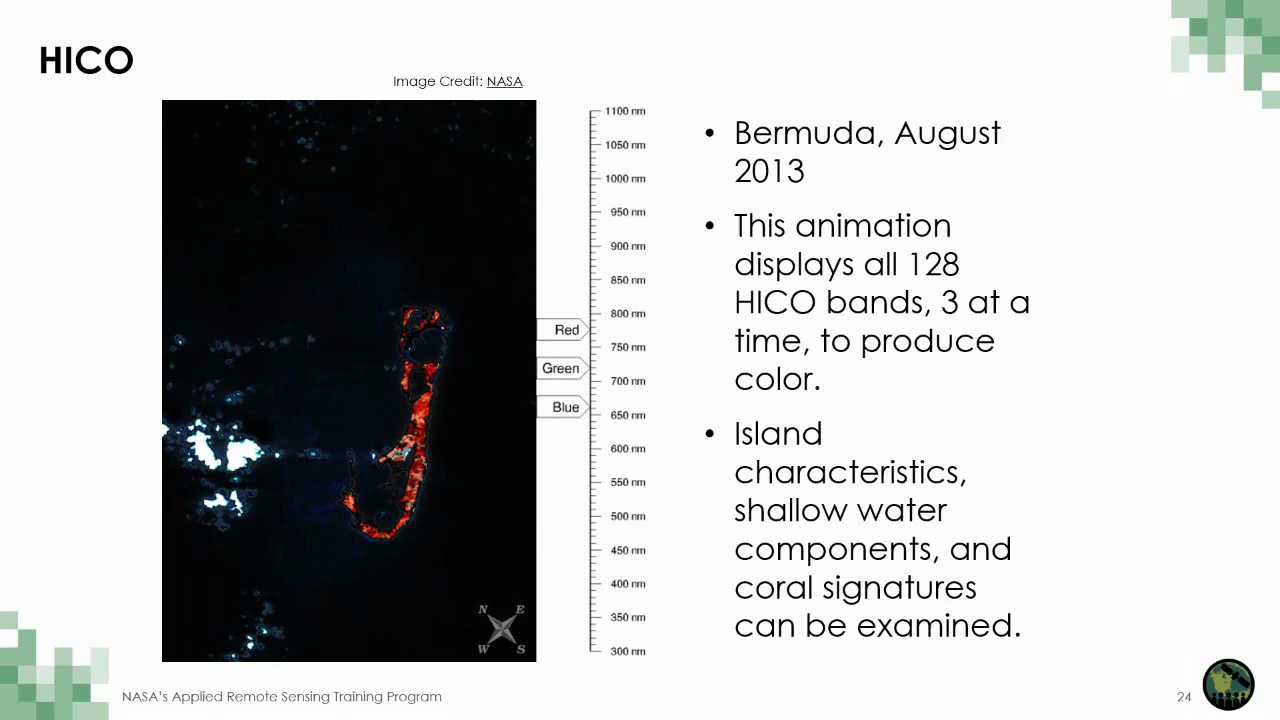 HICO
Image Credit: NASA
1100 nm
1050 nm
1000 nm
950 nm
900 nm
850 nm
800 nm
750 nm
700 nm
650 nm
600 nm
550 nm
500 nm
450 nm
400 nm
350 nm
300 nm
Red
Green
Blue
N E
W S
• Bermuda, August
2013
• This animation
displays all 128
HICO bands, 3 at a
time, to produce
color.
• Island
characteristics,
shallow water
components, and
coral signatures
can be examined.
NASA's Applied Remote Sensing Training Program
24